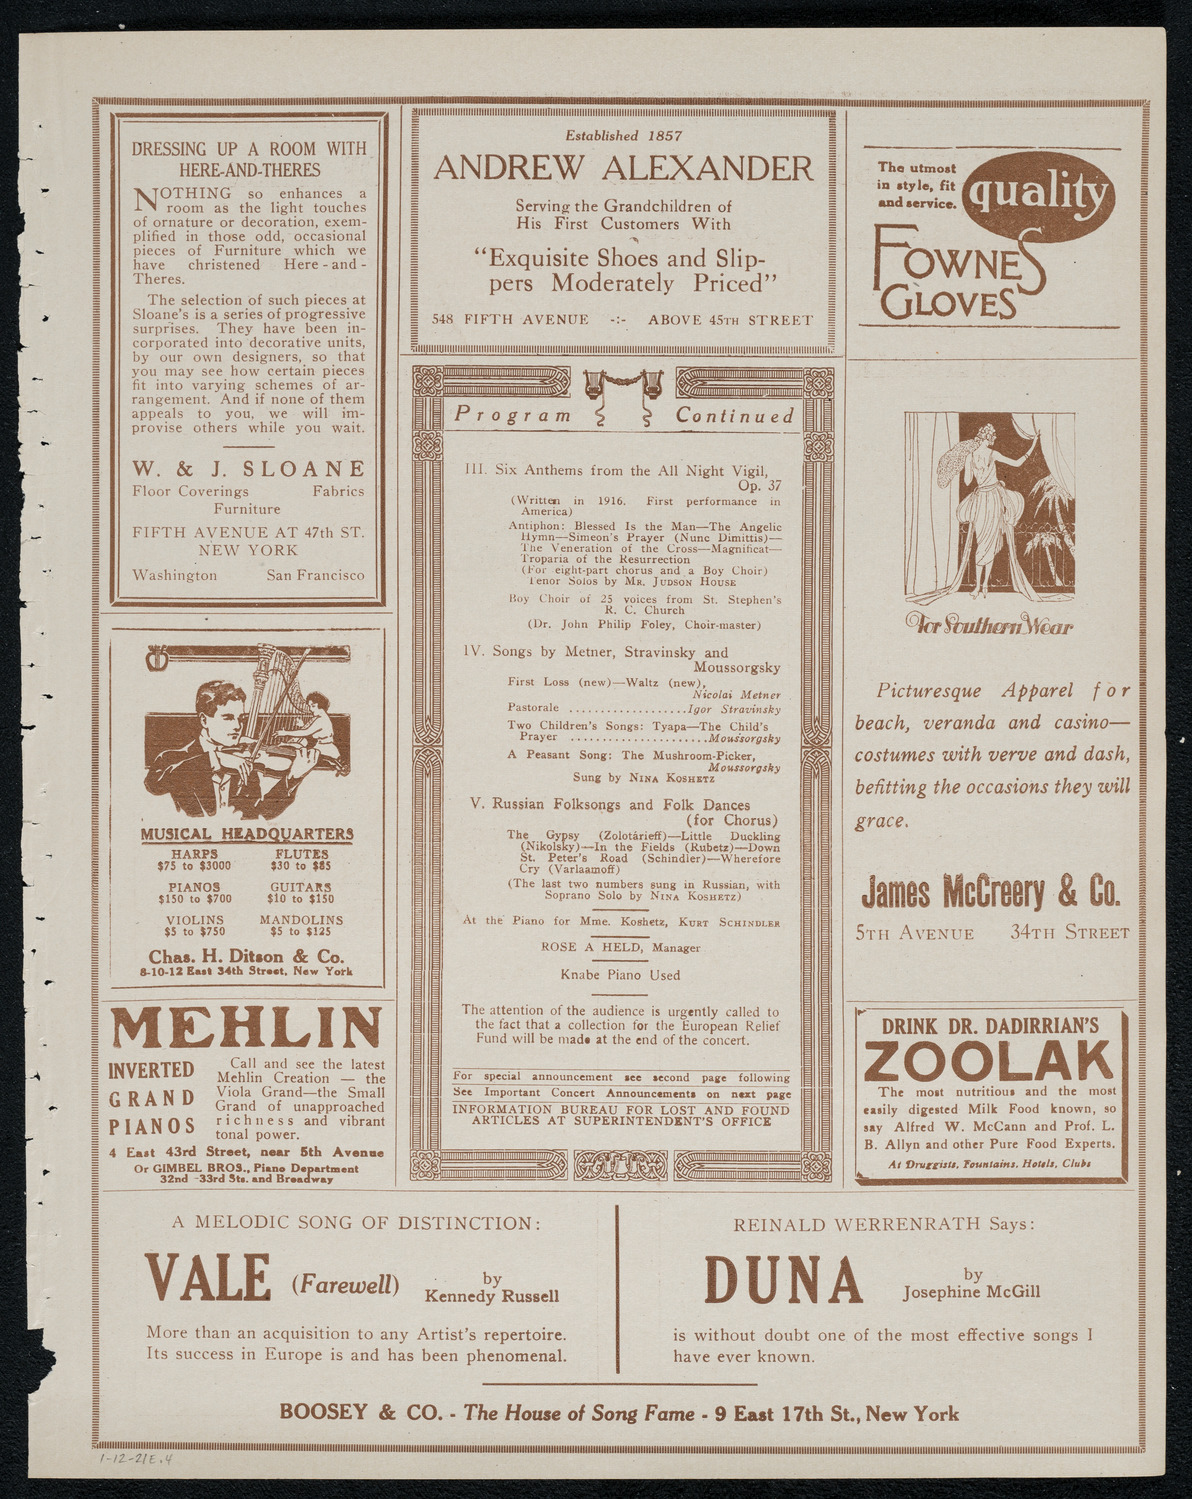 DRESSING UP A ROOM WITH
HERE-AND-THERES
NOTHING so enhances a
room as the light touches
of ornature or decoration, exem-
plified in those odd, occasional
pieces of Furniture which we
have christened Here-and-
Theres.
The selection of such pieces at
Sloane's is a series of progressive
surprises. They have been in-
corporated into decorative units,
by our own designers, so that
you may see how certain pieces
fit into varying schemes of ar-
rangement. And if none of them
appeals to you, we will im-
provise others while you wait.
W. & J. SLOANE
Floor Coverings Fabrics
Furniture
FIFTH AVENUE AT 47th ST.
NEW YORK
Washington San Francisco
MUSICAL HEADQUARTERS
HARPS FLUTES
$75 to $3000 $30 to $85
PIANOS GUITARS
$150 to $700 $10 to $150
VIOLINS MANDOLINS
$5 to $750 $5 to $125
Chas. H. Ditson & Co.
8-10-12 East 34th Street, New York
MEHLIN
INVERTED
GRAND
PIANOS
Call and see the latest
Mehlin Creation — the
Viola Grand—the Small
Grand of unapproached
richness and vibrant
tonal power.
4 East 43rd Street, near 5th Avenue
Or GIMBEL BROS., Piano Department
32nd -33rd Sts. and Broadway
Established 1857
ANDREW ALEXANDER
Serving the Grandchildren of
His First Customers With
"Exquisite Shoes and Slip-
pers Moderately Priced"
548 FIFTH AVENUE -:- ABOVE 45TH STREET
Program Continued
III. Six Anthems from the All Night Vigil,
Op. 37
(Written in 1916. First performance in
America)
Antiphon: Blessed Is the Man—The Angelic
Hymn—Simeon's Prayer (Nunc Dimittis)—
The Veneration of the Cross—Magnificat—
Troparia of the Resurrection
(For eight-part chorus and a Boy Choir)
Tenor Solos by MR. JUDSON HOUSE
Boy Choir of 25 voices from St. Stephen's
R. C. Church
(Dr. John Philip Foley, Choir-master)
IV. Songs by Metner, Stravinsky and
Moussorgsky
First Loss (new)—Waltz (new),
Nicolai Metner
Pastorale ..................Igor Stravinsky
Two Children's Songs: Tyapa—The Child's
Prayer ......................Moussorgsky
A Peasant Song: The Mushroom-Picker,
Moussorgsky
Sung by NINA KOSHETZ
V. Russian Folksongs and Folk Dances
(for Chorus)
The Gypsy (Zolotárieff)—Little Duckling
(Nikolsky)—In the Fields (Rubetz)—Down
St. Peter's Road (Schindler)—Wherefore
Cry (Varlaamoff)
(The last two numbers sung in Russian, with
Soprano Solo by NINA KOSHETZ)
At the Piano for Mme. Koshetz, KURT SCHINDLER
ROSE A HELD, Manager
Knabe Piano Used
The attention of the audience is urgently called to
the fact that a collection for the European Relief
Fund will be made at the end of the concert.
For special announcement see second page following
See Important Concert Announcements on next page
INFORMATION BUREAU FOR LOST AND FOUND
ARTICLES AT SUPERINTENDENT'S OFFICE
The utmost
in style, fit
and service.
quality
FOWNES
GLOVES
For Southern Wear
Picturesque Apparel for
beach, veranda and casino—
costumes with verve and dash,
befitting the occasions they will
grace.
James McCreery & Co.
5TH AVENUE 34TH STREET
DRINK DR. DADIRRIAN'S
ZOOLAK
The most nutritious and the most
easily digested Milk Food known, so
say Alfred W. McCann and Prof. L.
B. Allyn and other Pure Food Experts.
At Druggists, Fountains, Hotels, Clubs
A MELODIC SONG OF DISTINCTION:
VALE (Farewell) by
Kennedy Russell
More than an acquisition to any Artist's repertoire.
Its success in Europe is and has been phenomenal.
REINALD WERRENRATH Says:
DUNA by
Josephine McGill
is without doubt one of the most effective songs I
have ever known.
BOOSEY & CO. - The House of Song Fame - 9 East 17th St., New York
1-12-21E.4